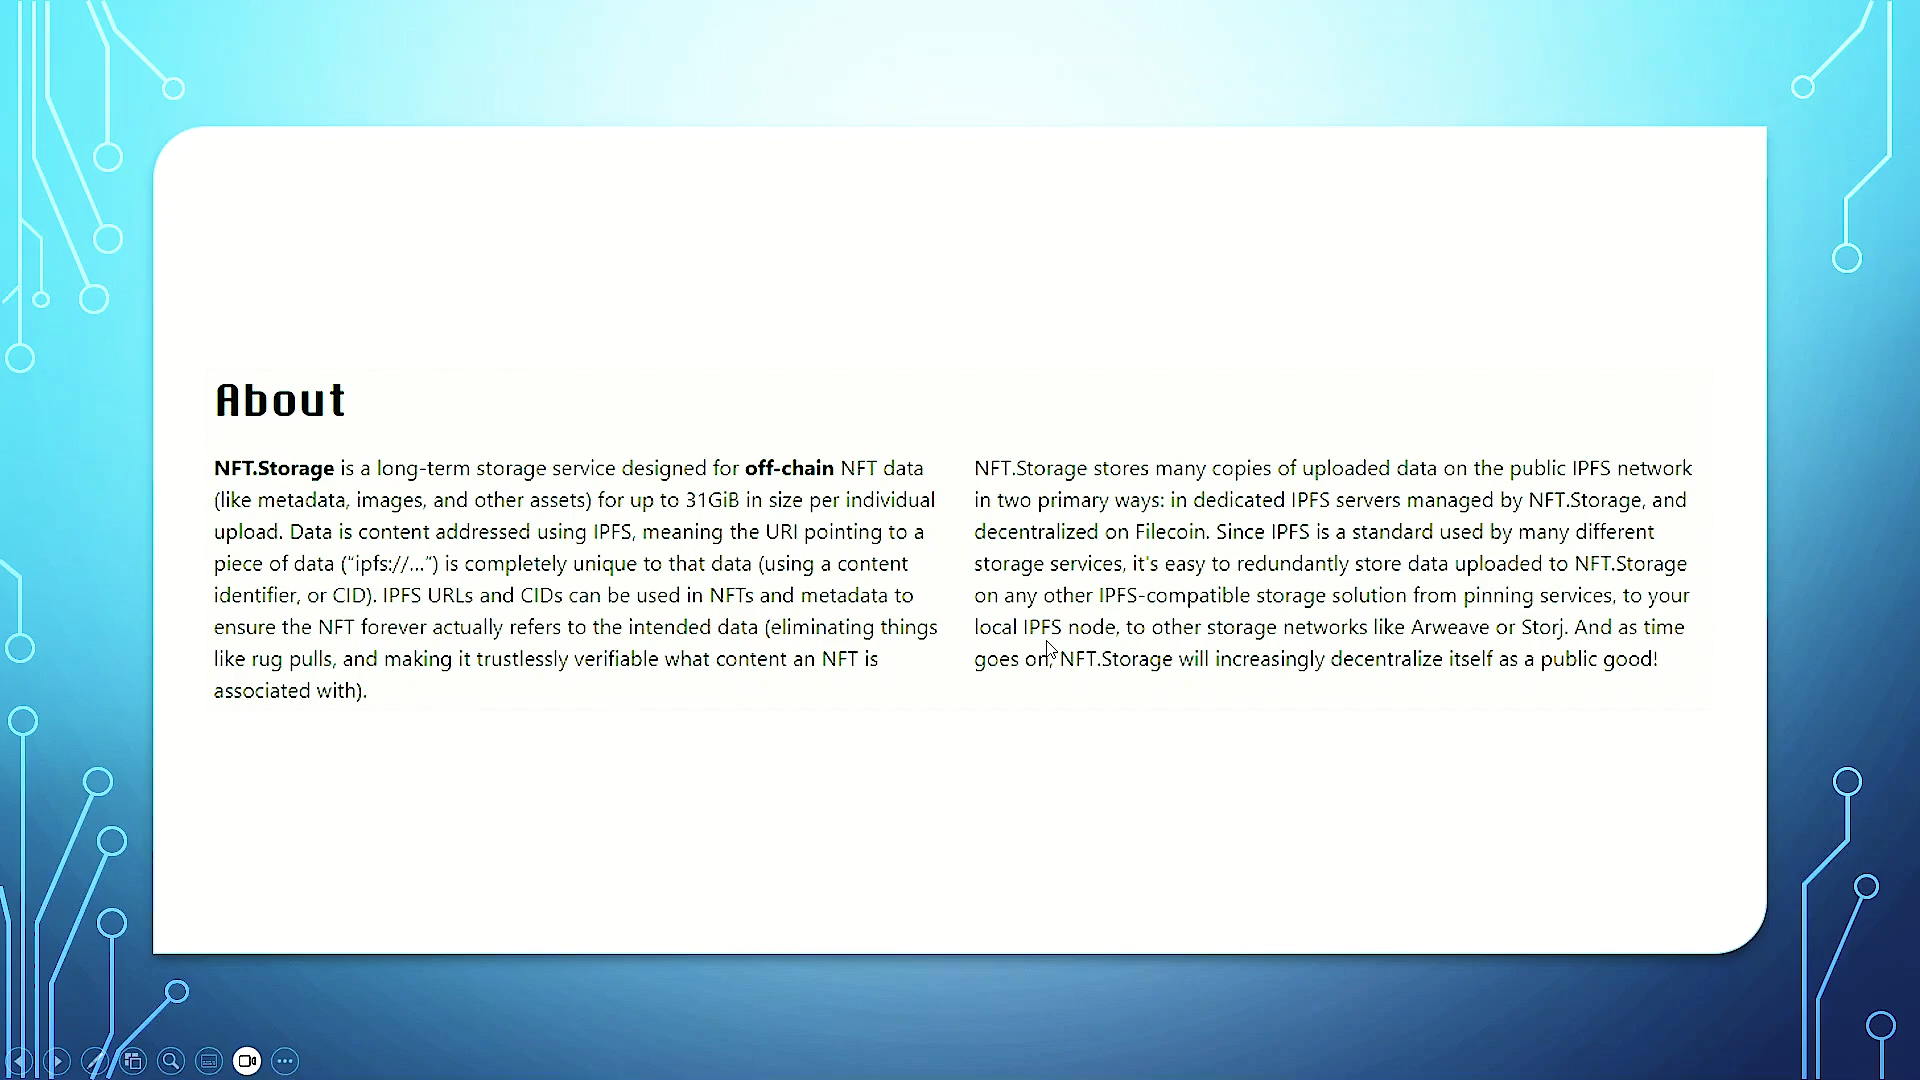 About
NFT.Storage is a long-term storage service designed for off-chain NFT data
(like metadata, images, and other assets) for up to 31GiB in size per individual
upload. Data is content addressed using IPFS, meaning the URI pointing to a
piece of data (“ipfs://…”) is completely unique to that data (using a content
identifier, or CID). IPFS URLs and CIDs can be used in NFTs and metadata to
ensure the NFT forever actually refers to the intended data (eliminating things
like rug pulls, and making it trustlessly verifiable what content an NFT is
associated with).
NFT.Storage stores many copies of uploaded data on the public IPFS network
in two primary ways: in dedicated IPFS servers managed by NFT.Storage, and
decentralized on Filecoin. Since IPFS is a standard used by many different
storage services, it's easy to redundantly store data uploaded to NFT.Storage
on any other IPFS-compatible storage solution from pinning services, to your
local IPFS node, to other storage networks like Arweave or Storj. And as time
goes on, NFT.Storage will increasingly decentralize itself as a public good!